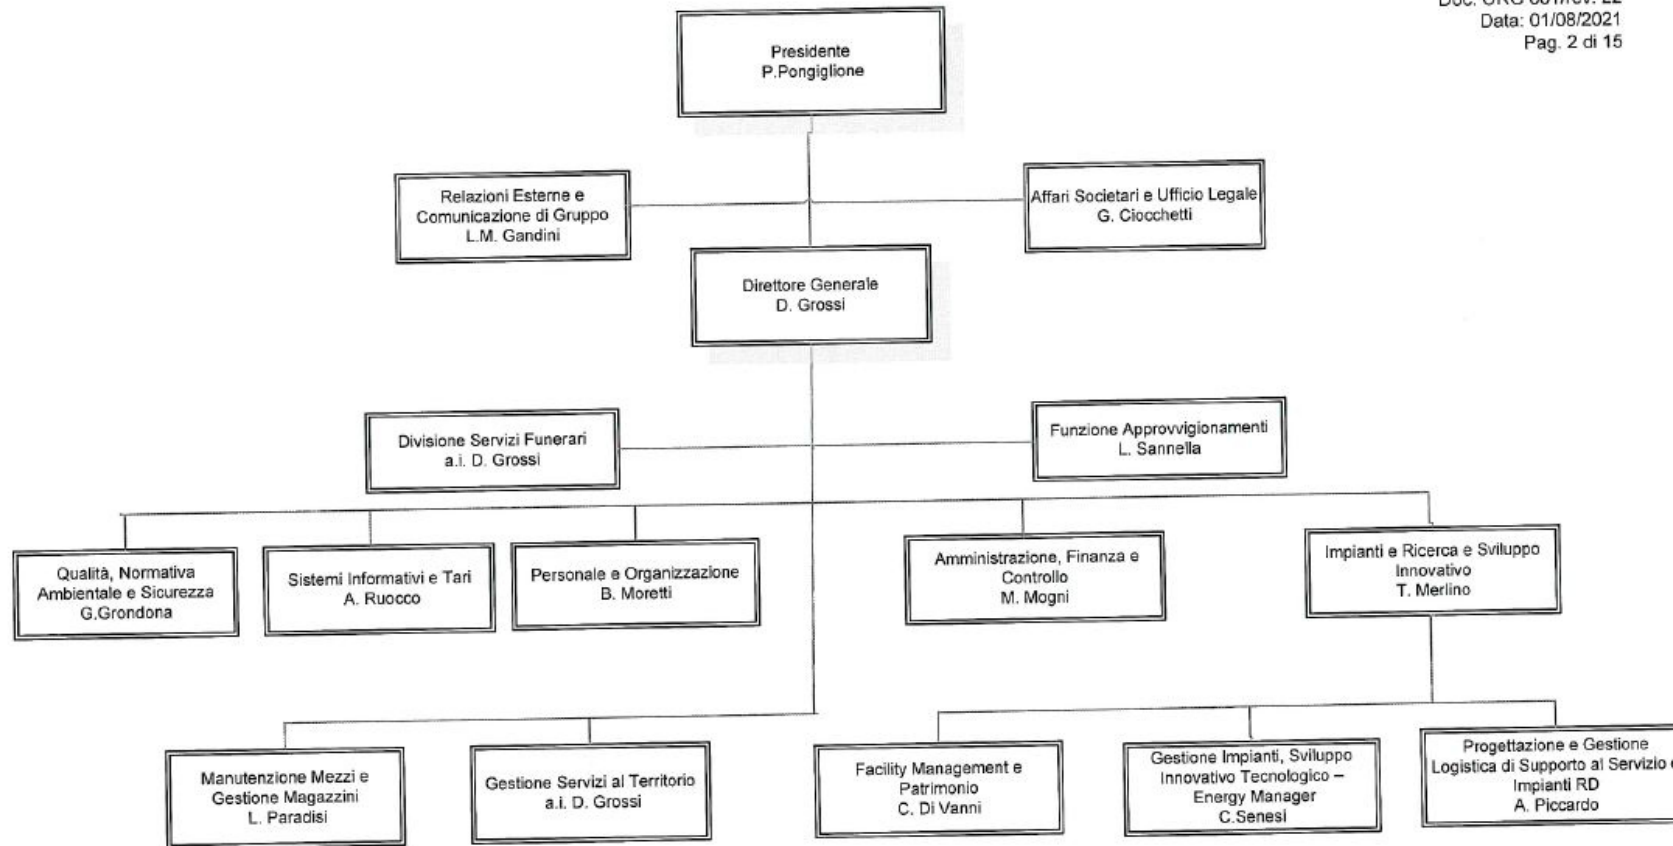 Data: 01/08/2021
Pag. 2 di 15
Presidente
P.Pongiglione
Relazioni Esterne e
Comunicazione di Gruppo
L.M. Gandini
Affari Societari e Ufficio Legale
G. Ciocchetti
Direttore Generale
D. Grossi
Divisione Servizi Funerari
a.i. D. Grossi
Funzione Approvvigionamenti
L. Sannella
Qualità, Normativa
Ambientale e Sicurezza
G.Grondona
Sistemi Informativi e Tari
A. Ruocco
Personale e Organizzazione
B. Moretti
Amministrazione, Finanza e
Controllo
M. Mogni
Impianti e Ricerca e Sviluppo
Innovativo
T. Merlino
Manutenzione Mezzi e
Gestione Magazzini
L. Paradisi
Gestione Servizi al Territorio
a.i. D. Grossi
Facility Management e
Patrimonio
C. Di Vanni
Gestione Impianti, Sviluppo
Innovativo Tecnologico –
Energy Manager
C.Senesi
Progettazione e Gestione
Logistica di Supporto al Servizio e
Impianti RD
A. Piccardo